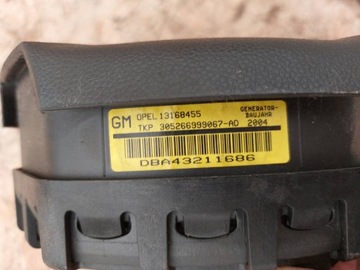 GM OPEL 13168455 GENERATOR-
BAUJAHR
TKP 305266999067-AD 2004
DBA43211686